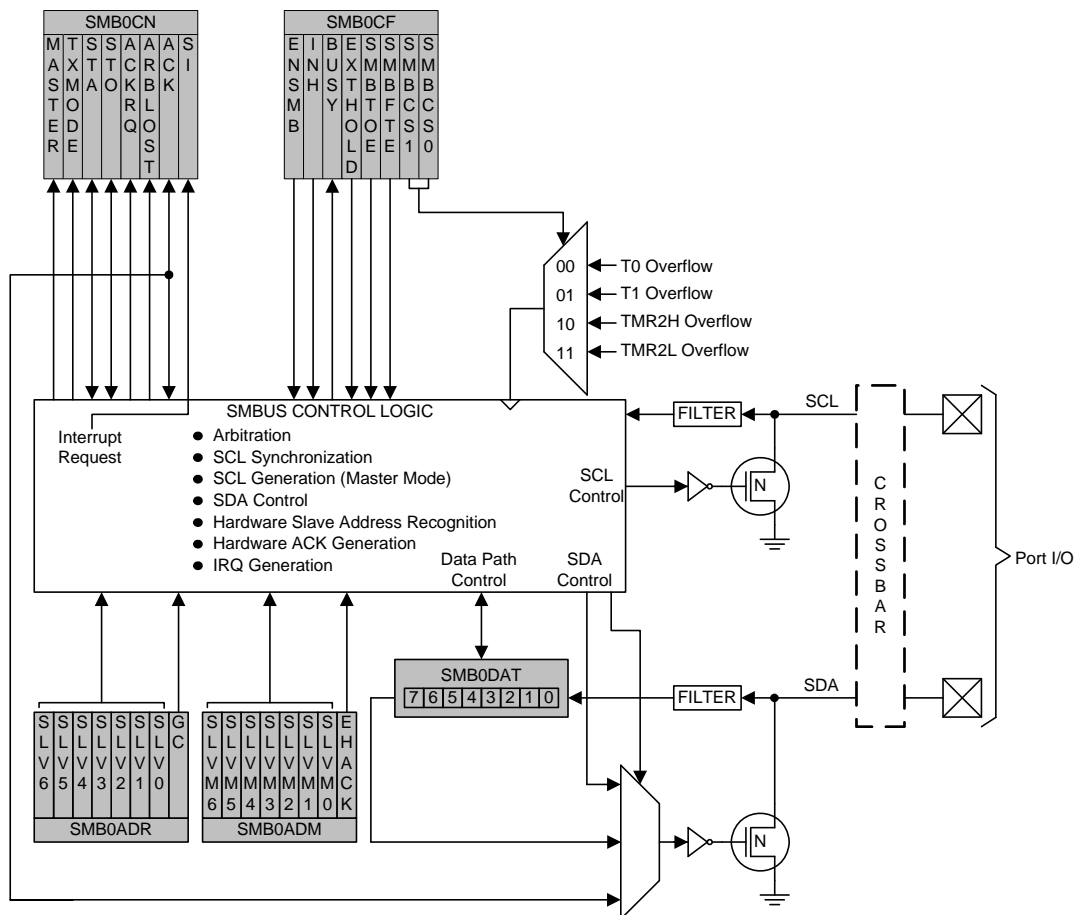 SMB0CN
MASTER
TXMODE
STA
STO
ACKRQ
ARBLOST
ACK
SI
SMB0CF
ENSMB
INH
BUSY
EXTHOLD
SMBTOE
SMBFTE
SMBCS1
SMBCS0
00
01
10
11
T0 Overflow
T1 Overflow
TMR2H Overflow
TMR2L Overflow
SMBUS CONTROL LOGIC
Interrupt
Request
● Arbitration
● SCL Synchronization
● SCL Generation (Master Mode)
● SDA Control
● Hardware Slave Address Recognition
● Hardware ACK Generation
● IRQ Generation
SCL
Control
Data Path
Control
SDA
Control
FILTER
SCL
N
CROSSBAR
Port I/O
SMB0DAT
7 6 5 4 3 2 1 0
FILTER
SDA
N
SLV6
SLV5
SLV4
SLV3
SLV2
SLV1
SLV0
GC
SMB0ADR
SLVM6
SLVM5
SLVM4
SLVM3
SLVM2
SLVM1
SLVM0
EHACK
SMB0ADM